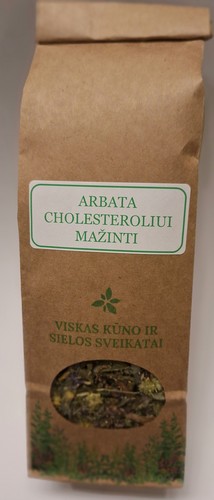 ARBATA
CHOLESTEROLIUI
MAŽINTI
VISKAS KŪNO IR
SIELOS SVEIKATAI